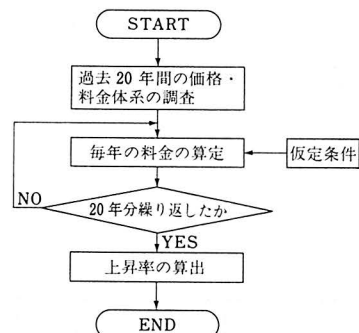 START
過去20年間の価格・
料金体系の調査
毎年の料金の算定
仮定条件
20年分繰り返したか
NO
YES
上昇率の算出
END